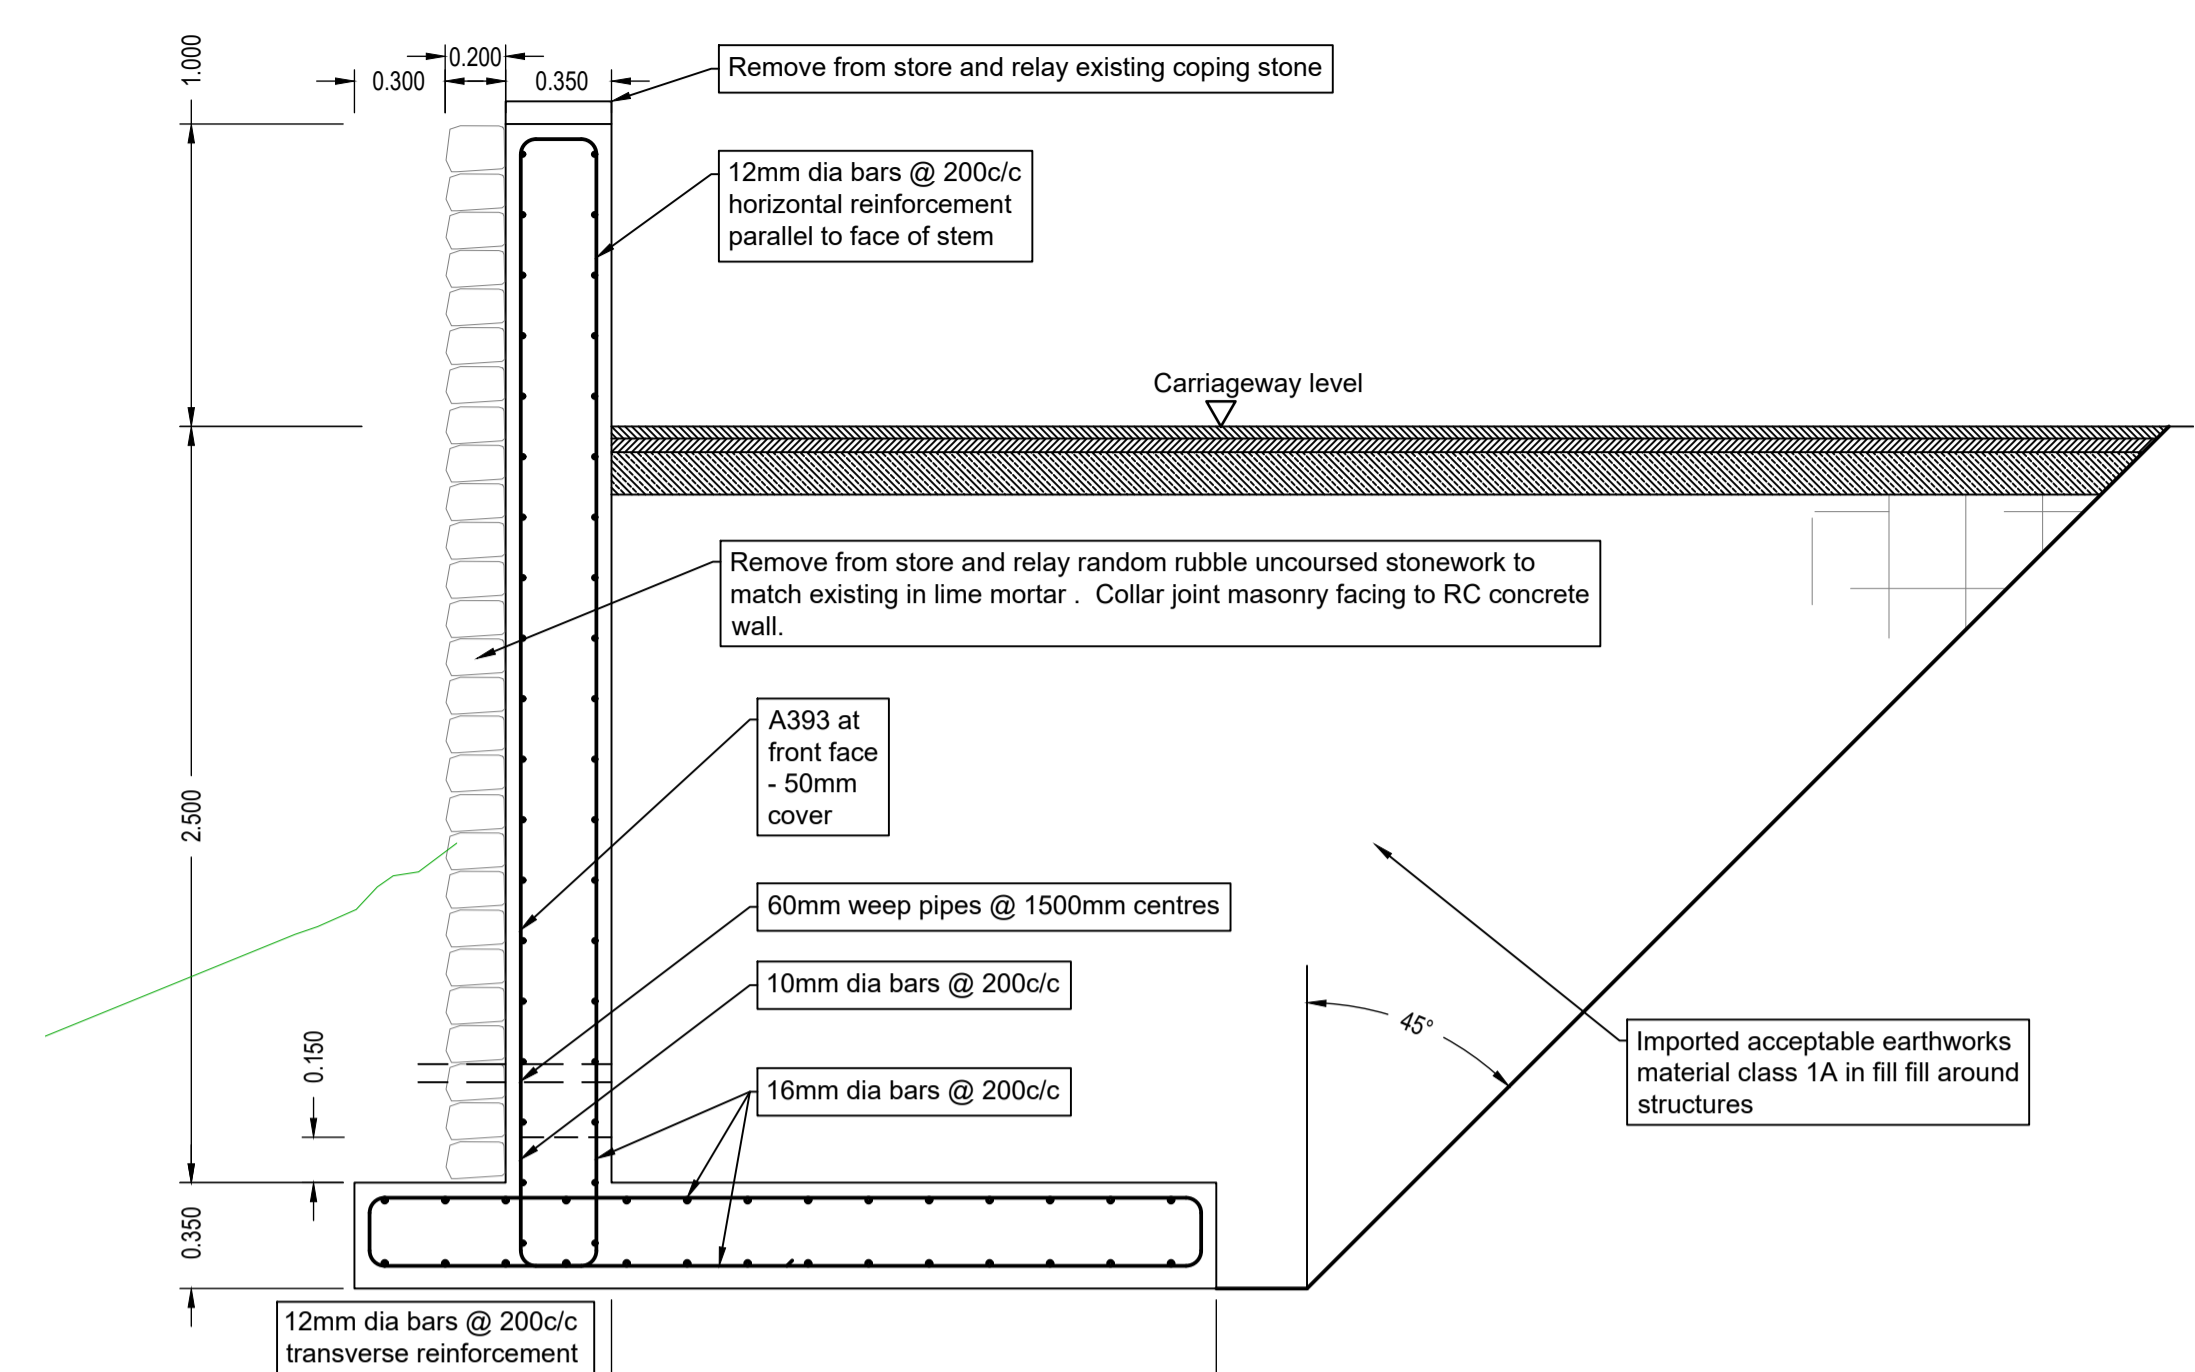 1.000
0.200
0.300
0.350
Remove from store and relay existing coping stone
12mm dia bars @ 200c/c
horizontal reinforcement
parallel to face of stem
Carriageway level
Remove from store and relay random rubble uncoursed stonework to
match existing in lime mortar .  Collar joint masonry facing to RC concrete
wall.
A393 at
front face
- 50mm
cover
2.500
60mm weep pipes @ 1500mm centres
10mm dia bars @ 200c/c
45°
0.150
Imported acceptable earthworks
material class 1A in fill fill around
structures
16mm dia bars @ 200c/c
0.350
12mm dia bars @ 200c/c
transverse reinforcement